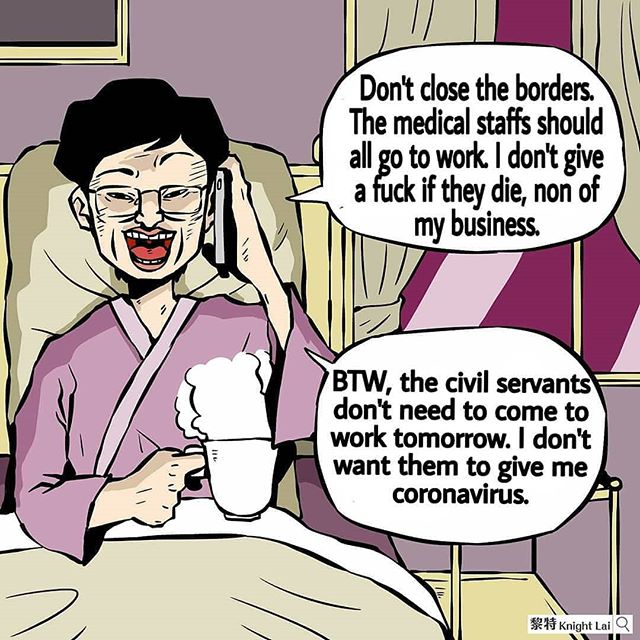 Don't close the borders.
The medical staffs should
all go to work. I don't give
a fuck if they die, non of
my business.
BTW, the civil servants
don't need to come to
work tomorrow. I don't
want them to give me
coronavirus.
黎特 Knight Lai